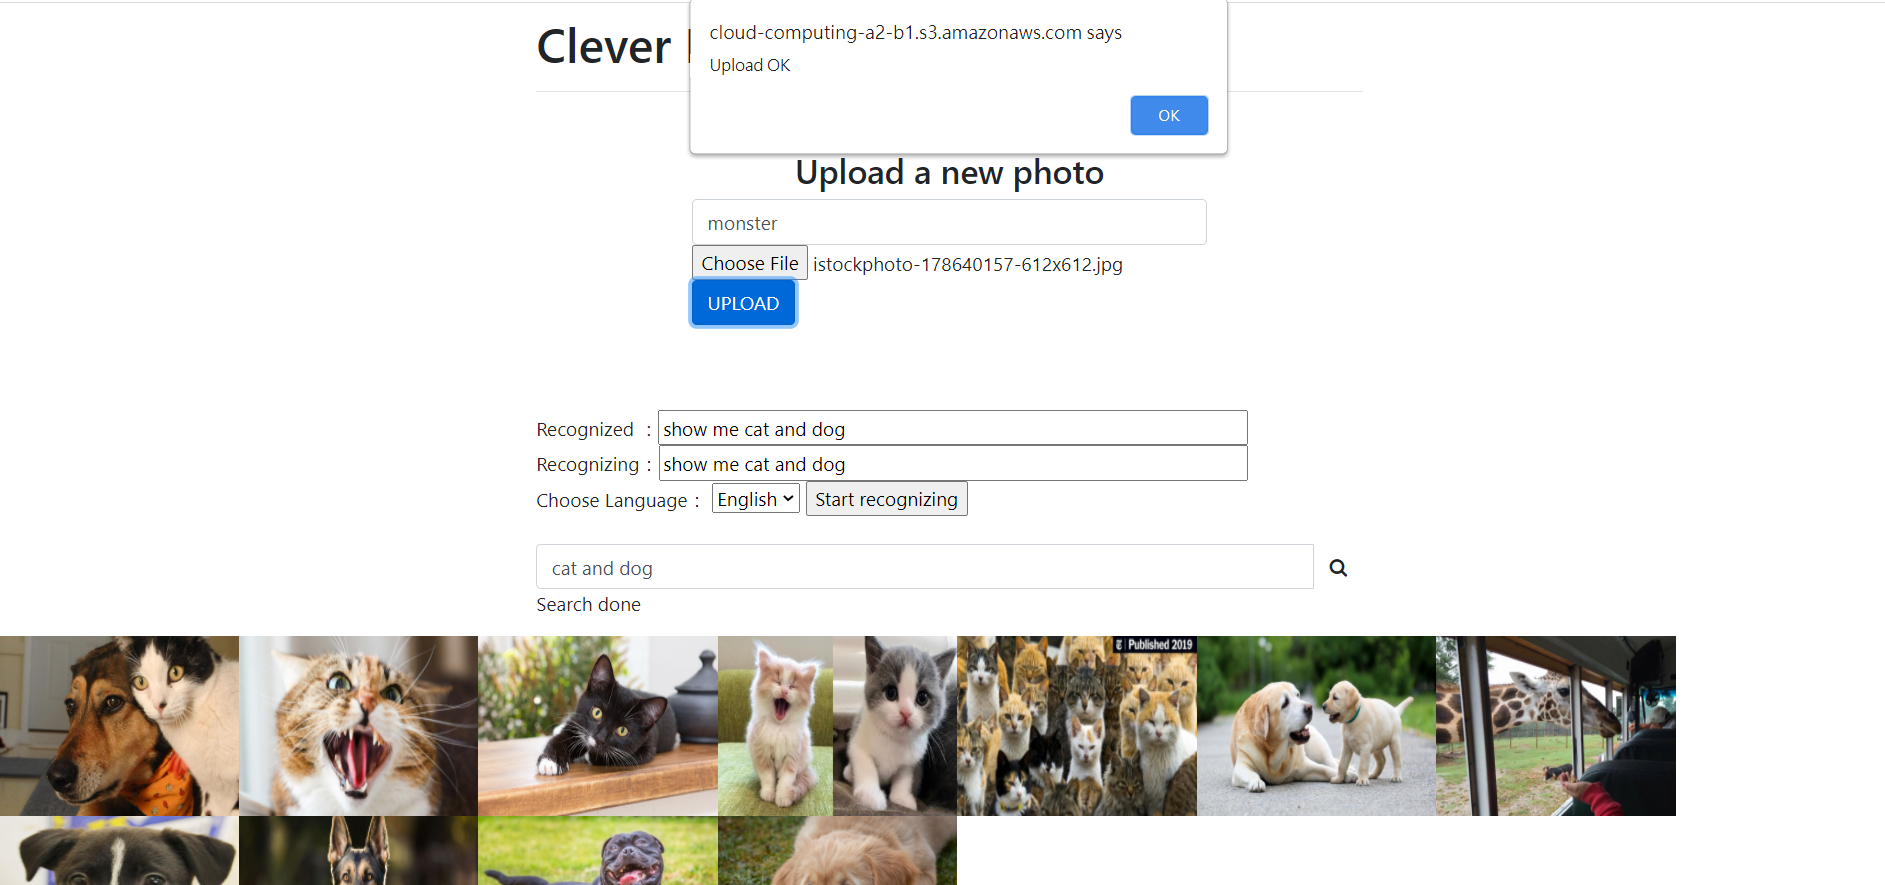 cloud-computing-a2-b1.s3.amazonaws.com says
Upload OK
OK
Clever
Upload a new photo
monster
Choose File istockphoto-178640157-612x612.jpg
UPLOAD
Recognized : show me cat and dog
Recognizing : show me cat and dog
Choose Language : English Start recognizing
cat and dog
Search done
Published 2019